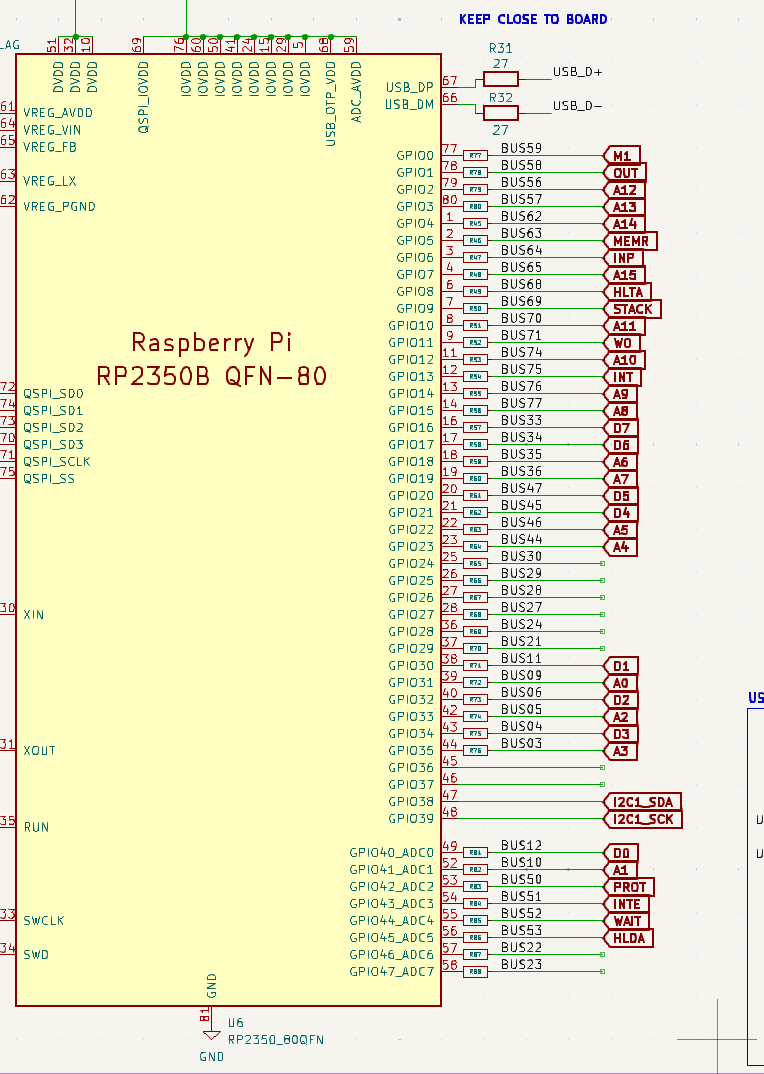 KEEP CLOSE TO BOARD
LAG
51 32 10 69 76 60 50 41 24 15 29 5 68 59
DVDD DVDD DVDD QSPI_IOVDD IOVDD IOVDD IOVDD IOVDD IOVDD IOVDD IOVDD IOVDD USB_OTP_VDD ADC_AVDD
R31
27
USB_DP 67 USB_D+
USB_DM 66 R32 USB_D-
27
61 VREG_AVDD
64 VREG_VIN
65 VREG_FB
63 VREG_LX
62 VREG_PGND
GPIO0 77 R77 BUS59 M1
GPIO1 78 R78 BUS58 OUT
GPIO2 79 R79 BUS56 A12
GPIO3 80 R80 BUS57 A13
GPIO4 1 R45 BUS62 A14
GPIO5 2 R46 BUS63 MEMR
GPIO6 3 R47 BUS64 INP
GPIO7 4 R48 BUS65 A15
GPIO8 6 R49 BUS68 HLTA
GPIO9 7 R50 BUS69 STACK
GPIO10 8 R51 BUS70 A11
GPIO11 9 R52 BUS71 WO
GPIO12 11 R53 BUS74 A10
GPIO13 12 R54 BUS75 INT
GPIO14 13 R55 BUS76 A9
GPIO15 14 R56 BUS77 A8
GPIO16 16 R57 BUS33 D7
GPIO17 17 R58 BUS34 D6
GPIO18 18 R59 BUS35 A6
GPIO19 19 R60 BUS36 A7
GPIO20 20 R61 BUS47 D5
GPIO21 21 R62 BUS45 D4
GPIO22 22 R63 BUS46 A5
GPIO23 23 R64 BUS44 A4
GPIO24 25 R65 BUS30
GPIO25 26 R66 BUS29
GPIO26 27 R67 BUS28
GPIO27 28 R68 BUS27
GPIO28 36 R69 BUS24
GPIO29 37 R70 BUS21
GPIO30 38 R71 BUS11 D1
GPIO31 39 R72 BUS09 A0
GPIO32 40 R73 BUS06 D2
GPIO33 42 R74 BUS05 A2
GPIO34 43 R75 BUS04 D3
GPIO35 44 R76 BUS03 A3
GPIO36 45
GPIO37 46
GPIO38 47 I2C1_SDA
GPIO39 48 I2C1_SCK
GPIO40_ADC0 49 R81 BUS12 D0
GPIO41_ADC1 52 R82 BUS10 A1
GPIO42_ADC2 53 R83 BUS50 PROT
GPIO43_ADC3 54 R84 BUS51 INTE
GPIO44_ADC4 55 R85 BUS52 WAIT
GPIO45_ADC5 56 R86 BUS53 HLDA
GPIO46_ADC6 57 R87 BUS22
GPIO47_ADC7 58 R88 BUS23
Raspberry Pi
RP2350B QFN-80
72 QSPI_SD0
74 QSPI_SD1
73 QSPI_SD2
70 QSPI_SD3
71 QSPI_SCLK
75 QSPI_SS
30 XIN
31 XOUT
35 RUN
33 SWCLK
34 SWD
GND
81
U6
RP2350_80QFN
GND
US
U
U